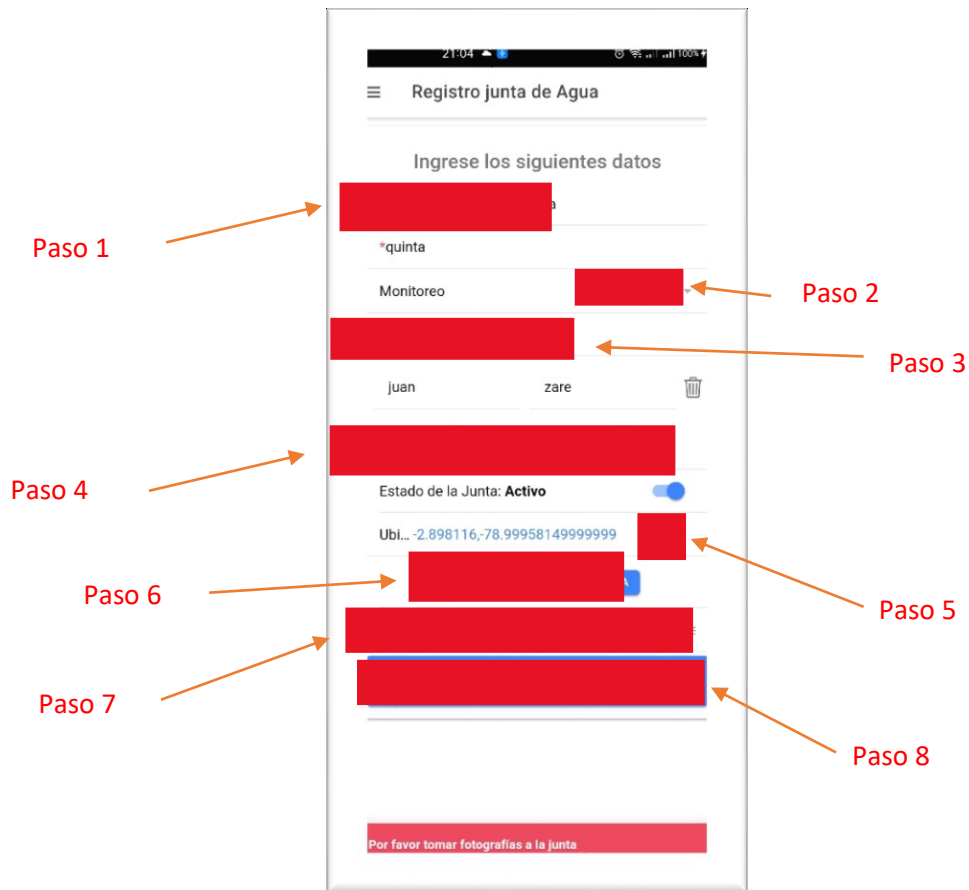 21:04
100%
Registro junta de Agua
Ingrese los siguientes datos
a
Paso 1
*quinta
Monitoreo
Paso 2
Paso 3
juan zare
Paso 4
Estado de la Junta: Activo
Ubi... -2.898116,-78.99958149999999
Paso 5
Paso 6
A
Paso 7
Paso 8
Por favor tomar fotografías a la junta